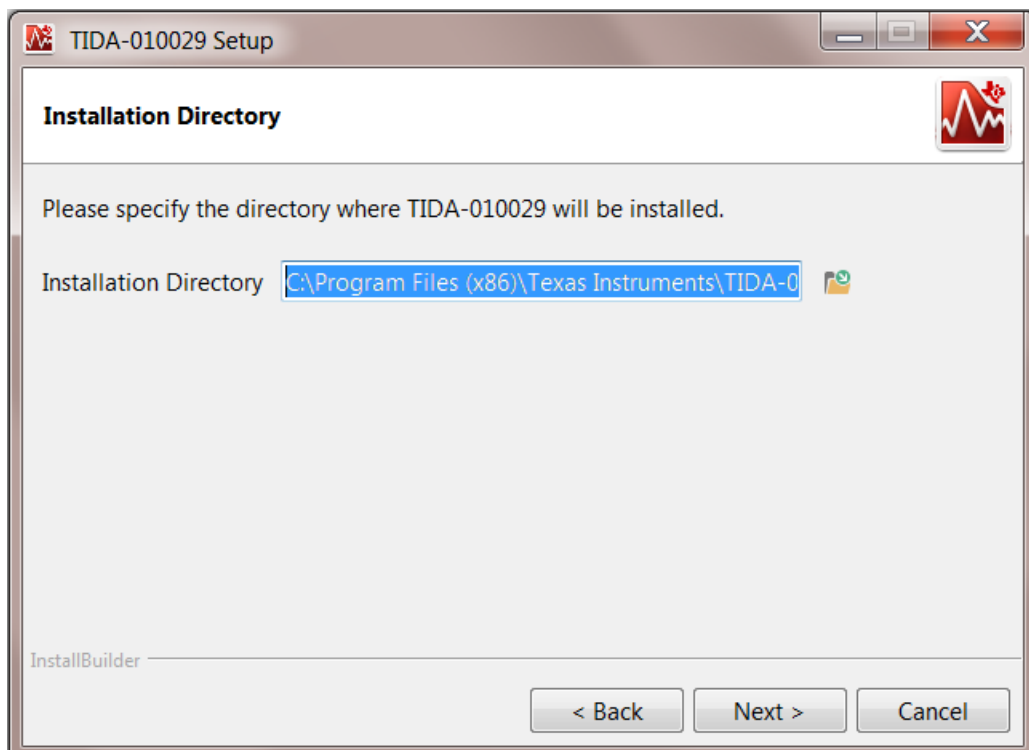 TIDA-010029 Setup
Installation Directory
Please specify the directory where TIDA-010029 will be installed.
Installation Directory C:\Program Files (x86)\Texas Instruments\TIDA-0
InstallBuilder
< Back Next > Cancel